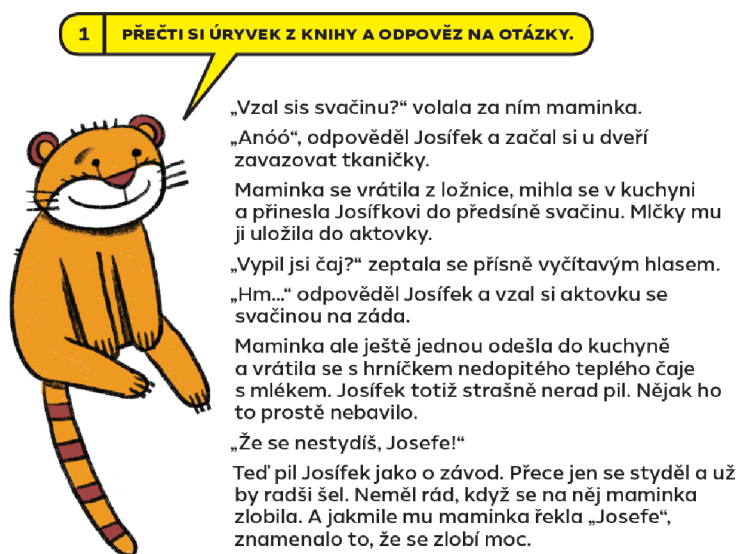 1 PŘEČTI SI ÚRYVEK Z KNIHY A ODPOVĚZ NA OTÁZKY.
„Vzal sis svačinu?“ volala za ním maminka.
„Anóó“, odpověděl Josífek a začal si u dveří
zavazovat tkaničky.
Maminka se vrátila z ložnice, mihla se v kuchyni
a přinesla Josífkovi do předsíně svačinu. Mlčky mu
ji uložila do aktovky.
„Vypil jsi čaj?“ zeptala se přísně vyčítavým hlasem.
„Hm...“ odpověděl Josífek a vzal si aktovku se
svačinou na záda.
Maminka ale ještě jednou odešla do kuchyně
a vrátila se s hrníčkem nedopitého teplého čaje
s mlékem. Josífek totiž strašně nerad pil. Nějak ho
to prostě nebavilo.
„Že se nestydíš, Josefe!“
Teď pil Josífek jako o závod. Přece jen se styděl a už
by radši šel. Neměl rád, když se na něj maminka
zlobila. A jakmile mu maminka řekla „Josefe“,
znamenalo to, že se zlobí moc.